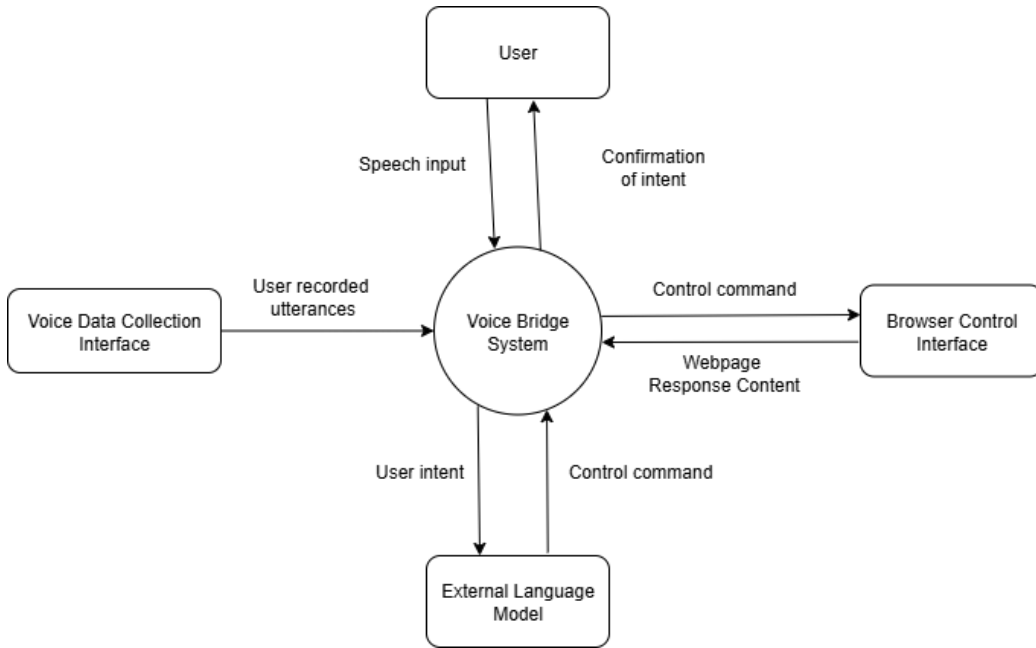 User
Speech input
Confirmation
of intent
User recorded
utterances
Control command
Voice Data Collection
Interface
Voice Bridge
System
Browser Control
Interface
Webpage
Response Content
User intent
Control command
External Language
Model